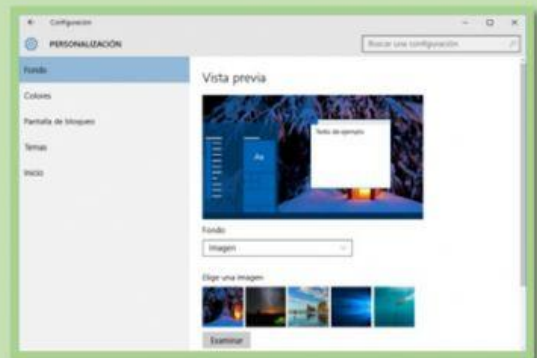 Configuración
PERSONALIZACIÓN
Buscar una configuración
Fondo
Colores
Pantalla de bloqueo
Temas
Inicio
Vista previa
Texto de ejemplo
Aa
Fondo
Imagen
Elige una imagen
Examinar